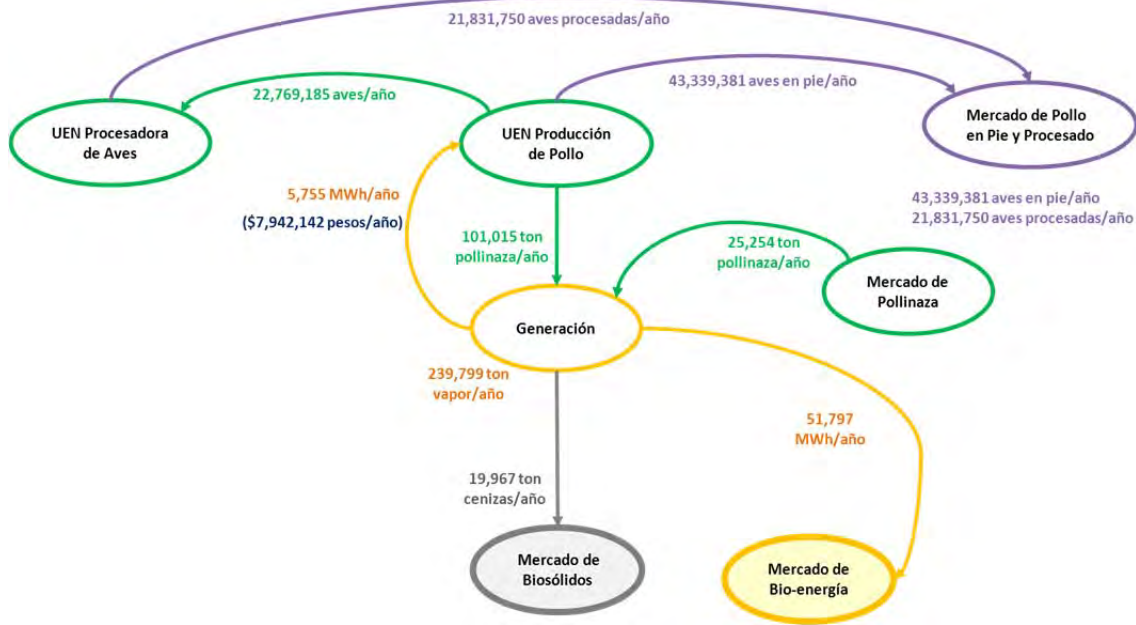 21,831,750 aves procesadas/año
22,769,185 aves/año
43,339,381 aves en pie/año
UEN Procesadora
de Aves
UEN Producción
de Pollo
Mercado de Pollo
en Pie y Procesado
5,755 MWh/año
($7,942,142 pesos/año)
43,339,381 aves en pie/año
21,831,750 aves procesadas/año
101,015 ton
pollinaza/año
25,254 ton
pollinaza/año
Mercado de
Pollinaza
Generación
239,799 ton
vapor/año
51,797
MWh/año
19,967 ton
cenizas/año
Mercado de
Biosólidos
Mercado de
Bio-energía